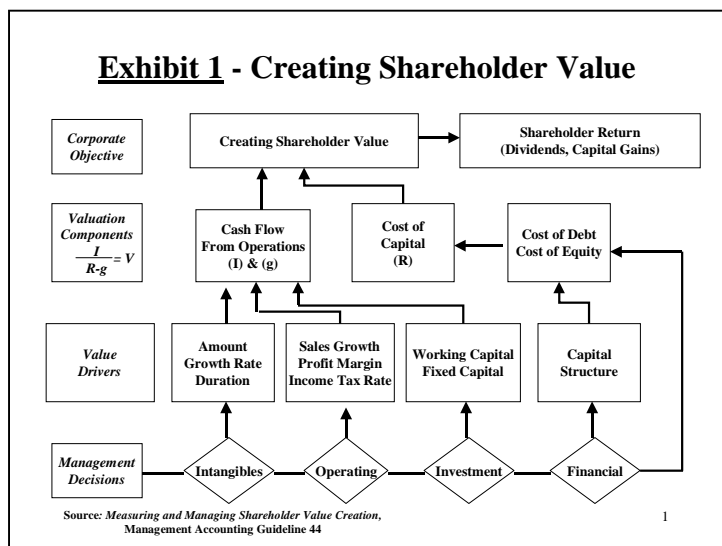 Exhibit 1 - Creating Shareholder Value
Corporate
Objective
Creating Shareholder Value
Shareholder Return
(Dividends, Capital Gains)
Valuation
Components
I
R-g
= V
Cash Flow
From Operations
(I) & (g)
Cost of
Capital
(R)
Cost of Debt
Cost of Equity
Value
Drivers
Amount
Growth Rate
Duration
Sales Growth
Profit Margin
Income Tax Rate
Working Capital
Fixed Capital
Capital
Structure
Management
Decisions
Intangibles
Operating
Investment
Financial
Source: Measuring and Managing Shareholder Value Creation,
Management Accounting Guideline 44
1